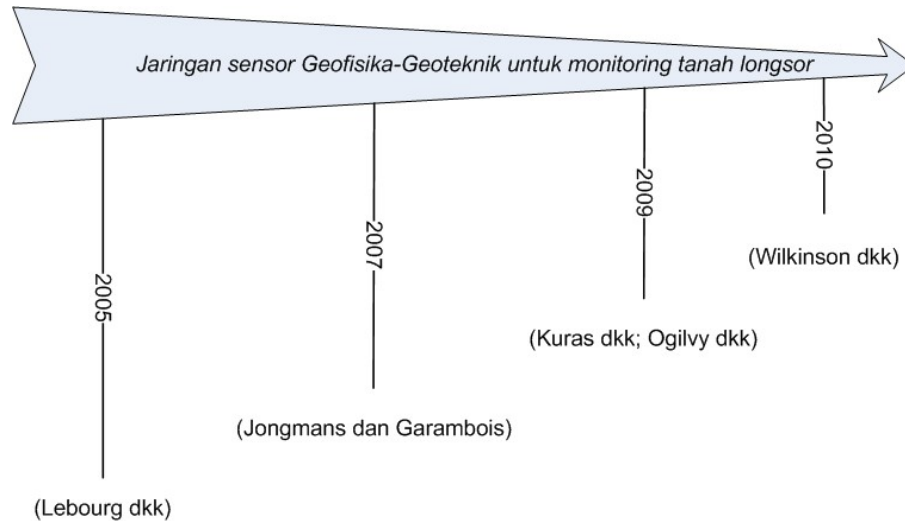 Jaringan sensor Geofisika-Geoteknik untuk monitoring tanah longsor
2005
2007
2009
2010
(Wilkinson dkk)
(Kuras dkk; Ogilvy dkk)
(Jongmans dan Garambois)
(Lebourg dkk)